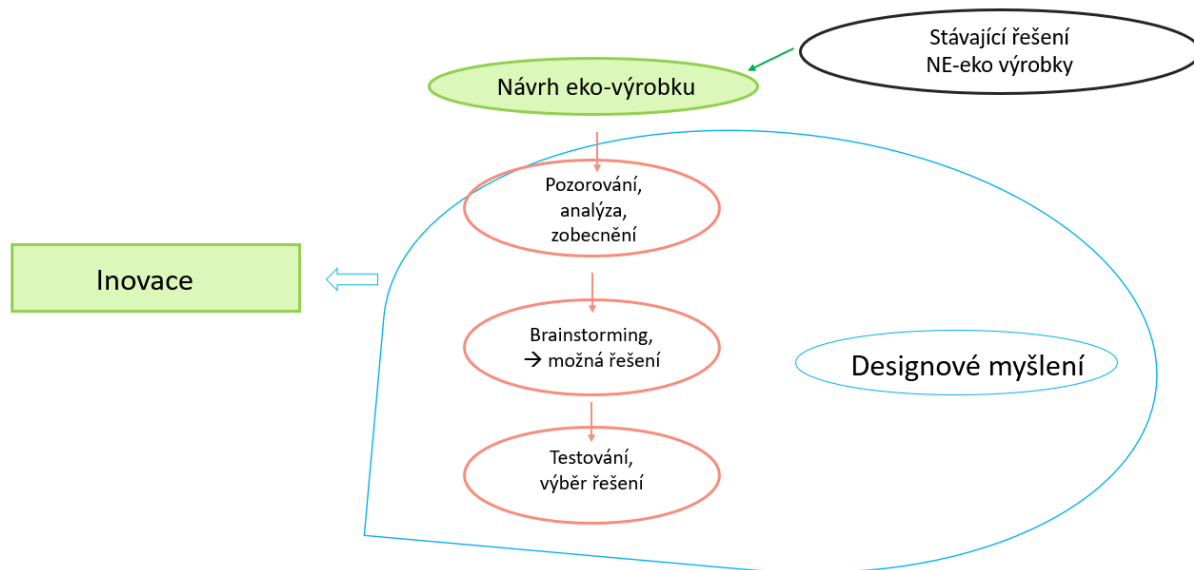 Stávající řešení
NE-eko výrobky
Návrh eko-výrobku
Pozorování,
analýza,
zobecnění
Inovace
Brainstorming,
→ možná řešení
Designové myšlení
Testování,
výběr řešení